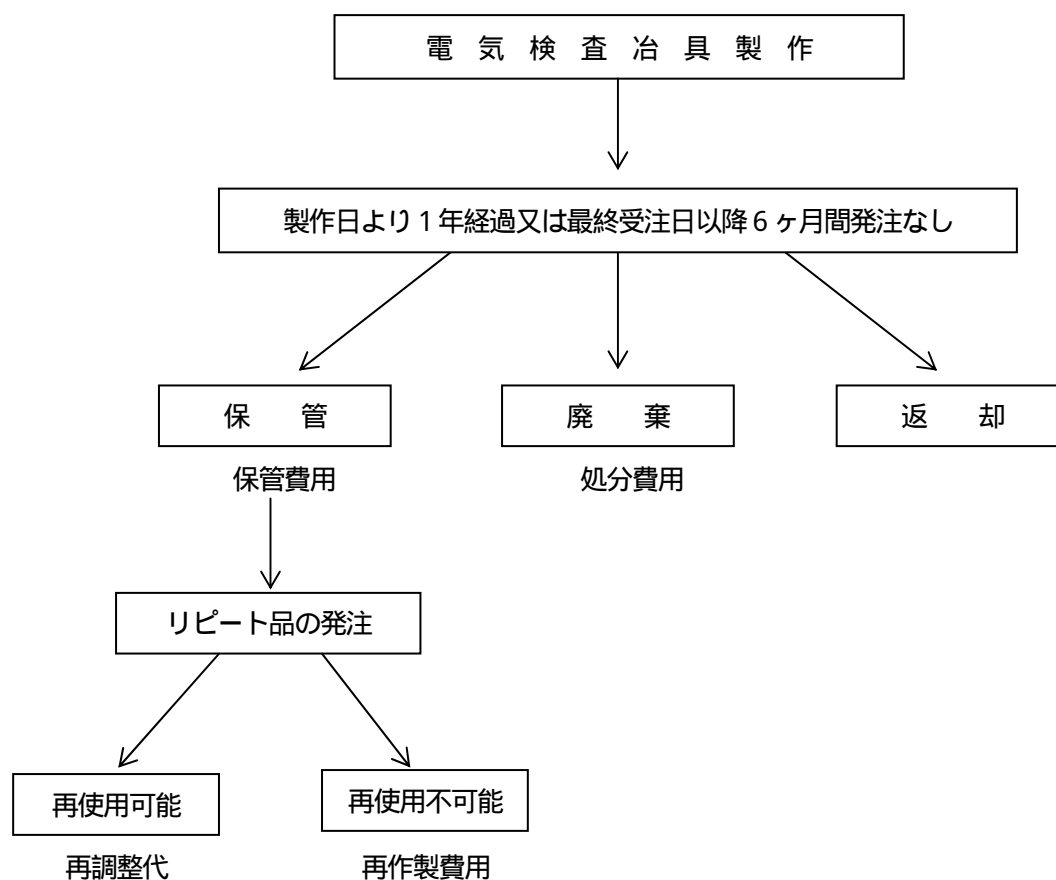 電気検査冶具製作
製作日より１年経過又は最終受注日以降６ヶ月間発注なし
保 管
廃 棄
返 却
保管費用
処分費用
リピート品の発注
再使用可能
再使用不可能
再調整代
再作製費用